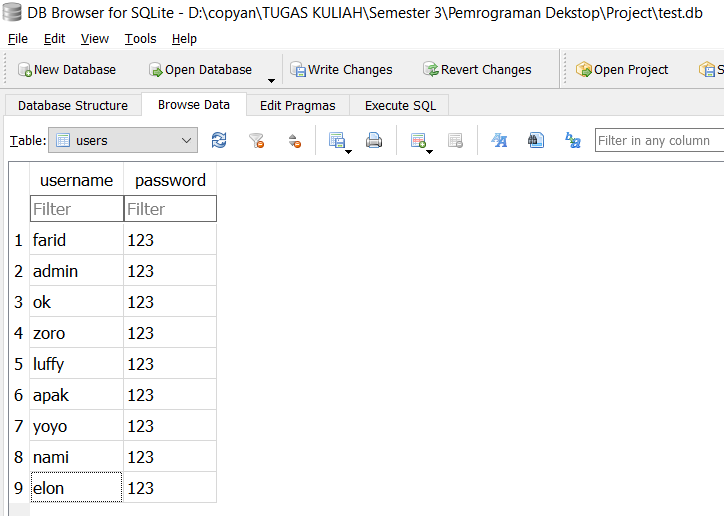 DB Browser for SQLite - D:\copyan\TUGAS KULIAH\Semester 3\Pemrograman Dekstop\Project\test.db
File Edit View Tools Help
New Database Open Database Write Changes Revert Changes Open Project S
Database Structure Browse Data Edit Pragmas Execute SQL
Table: users Filter in any column
username password
Filter Filter
1 farid 123
2 admin 123
3 ok 123
4 zoro 123
5 luffy 123
6 apak 123
7 yoyo 123
8 nami 123
9 elon 123